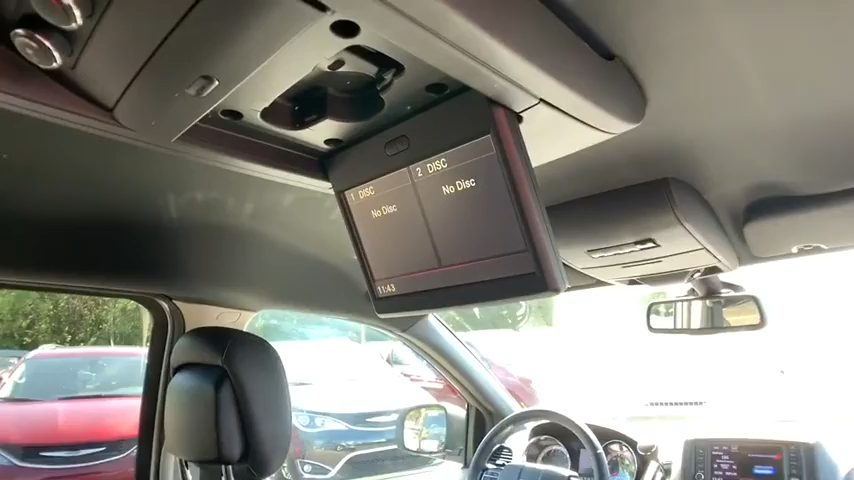 1 DISC
No Disc
2 DISC
No Disc
11:43